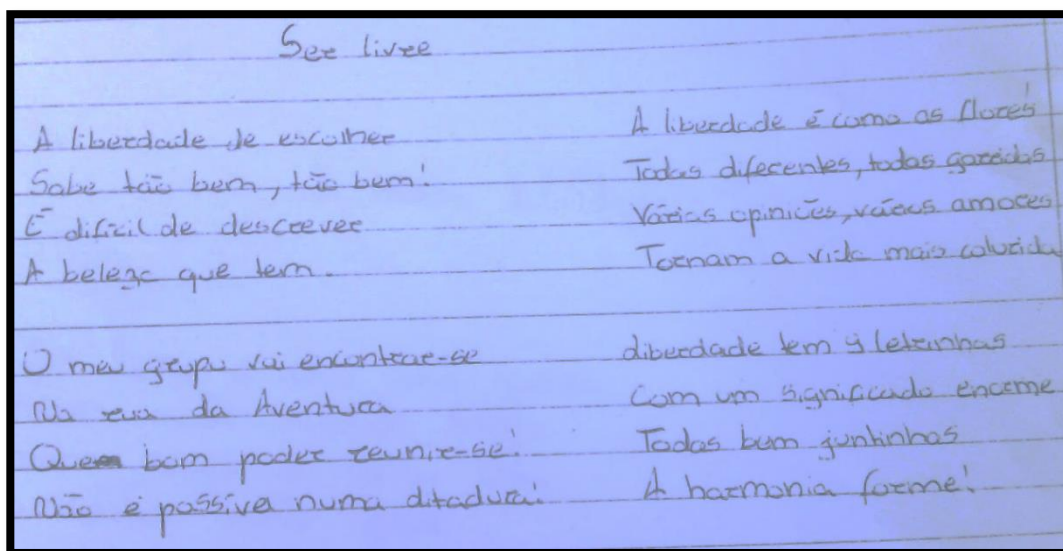 Ser livre
A liberdade de escolher
Sabe tão bem, tão bem!
É difícil de descrever
A beleza que tem.
O meu grupo vai encontrar-se
Na rua da Aventura
Quem bom poder reunir-se!
Não é possível numa ditadura!
A liberdade é como as flores
Todas diferentes, todas garridas
Várias opiniões, vários amores
Tornam a vida mais colorida
Liberdade tem 9 letrinhas
Com um significado enorme
Todas bem juntinhas
A harmonia forme!